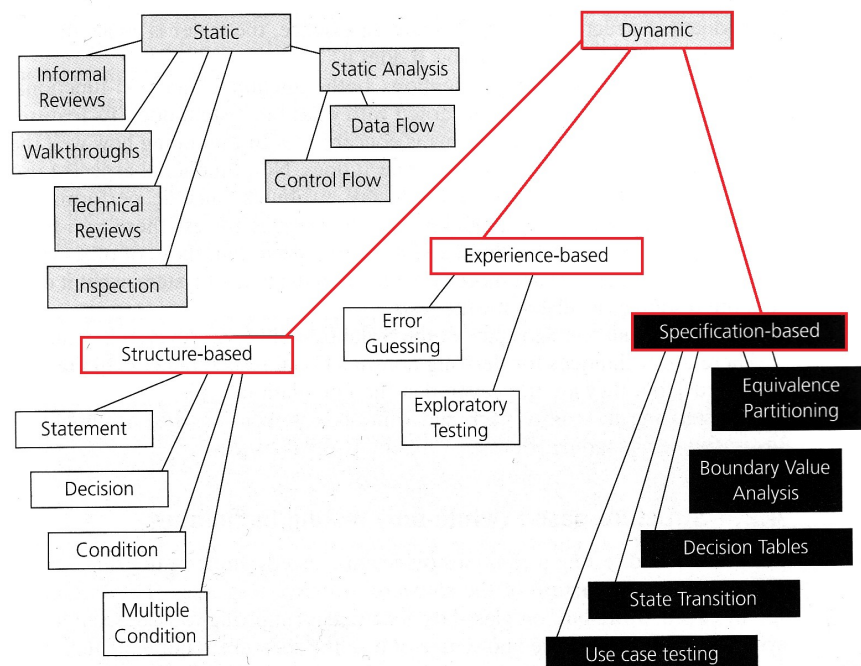 Static
Informal
Reviews
Walkthroughs
Technical
Reviews
Inspection
Static Analysis
Data Flow
Control Flow
Dynamic
Structure-based
Statement
Decision
Condition
Multiple
Condition
Experience-based
Error
Guessing
Exploratory
Testing
Specification-based
Equivalence
Partitioning
Boundary Value
Analysis
Decision Tables
State Transition
Use case testing